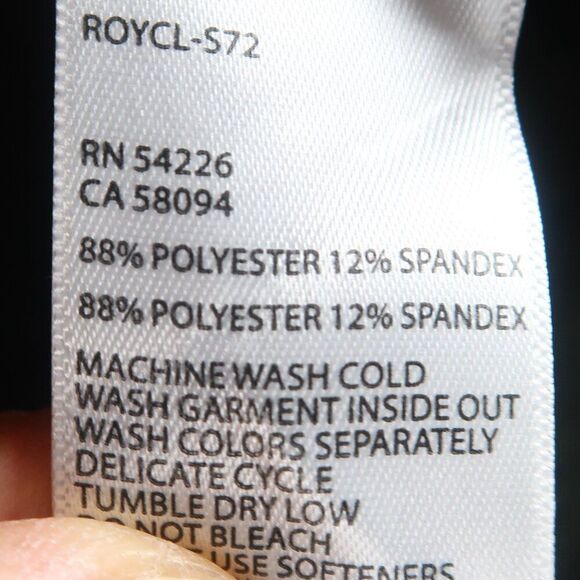 ROYCL-S72
RN 54226
CA 58094
88% POLYESTER 12% SPANDEX
88% POLYESTER 12% SPANDEX
MACHINE WASH COLD
WASH GARMENT INSIDE OUT
WASH COLORS SEPARATELY
DELICATE CYCLE
TUMBLE DRY LOW
DO NOT BLEACH
USE SOFTENERS